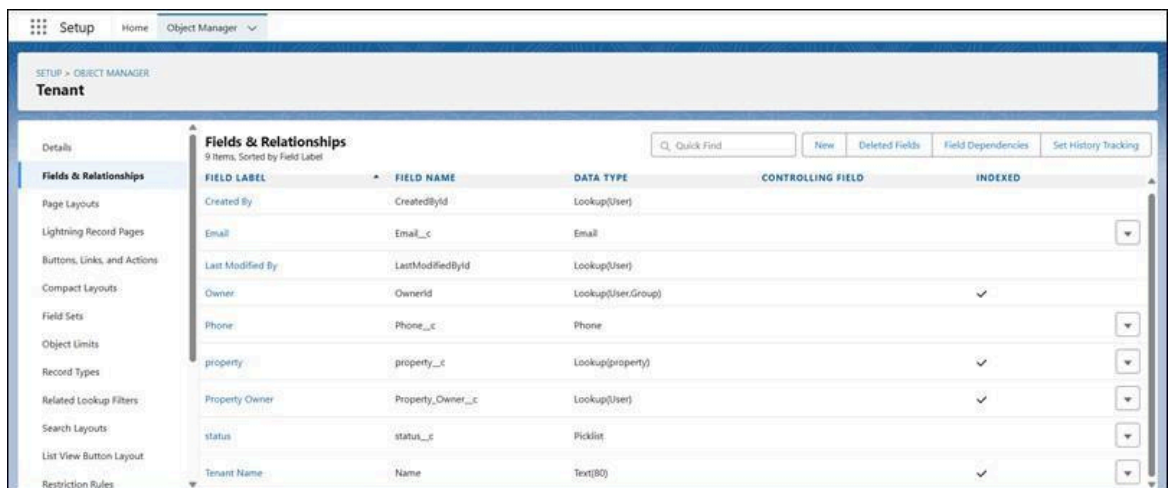 Setup Home Object Manager
SETUP > OBJECT MANAGER
Tenant
Details
Fields & Relationships
Page Layouts
Lightning Record Pages
Buttons, Links, and Actions
Compact Layouts
Field Sets
Object Limits
Record Types
Related Lookup Filters
Search Layouts
List View Button Layout
Restriction Rules
Fields & Relationships
9 Items, Sorted by Field Label
Quick Find New Deleted Fields Field Dependencies Set History Tracking
FIELD LABEL FIELD NAME DATA TYPE CONTROLLING FIELD INDEXED
Created By CreatedById Lookup(User)
Email Email__c Email
Last Modified By LastModifiedById Lookup(User)
Owner OwnerId Lookup(User,Group)
Phone Phone__c Phone
property property__c Lookup(property)
Property Owner Property_Owner__c Lookup(User)
status status__c Picklist
Tenant Name Name Text(80)